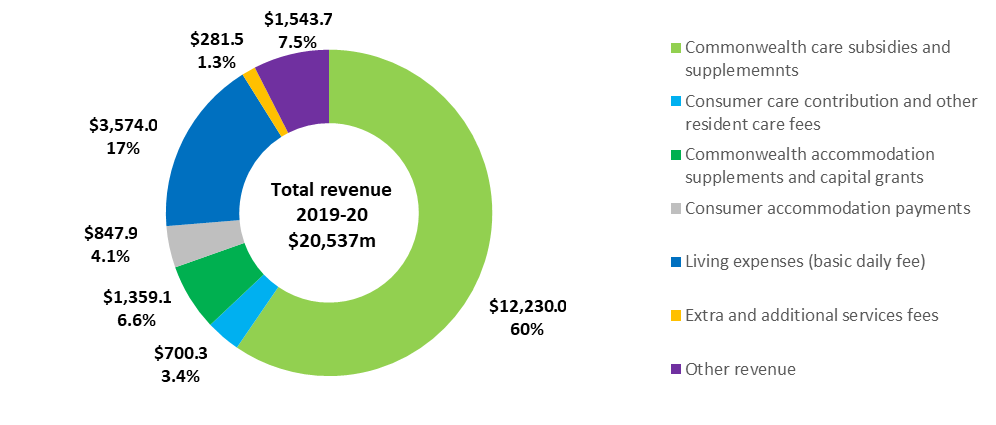 $1,543.7
7.5%
$281.5
1.3%
$3,574.0
17%
$847.9
4.1%
$1,359.1
6.6%
$700.3
3.4%
Total revenue
2019-20
$20,537m
$12,230.0
60%
Commonwealth care subsidies and
supplememnts
Consumer care contribution and other
resident care fees
Commonwealth accommodation
supplements and capital grants
Consumer accommodation payments
Living expenses (basic daily fee)
Extra and additional services fees
Other revenue